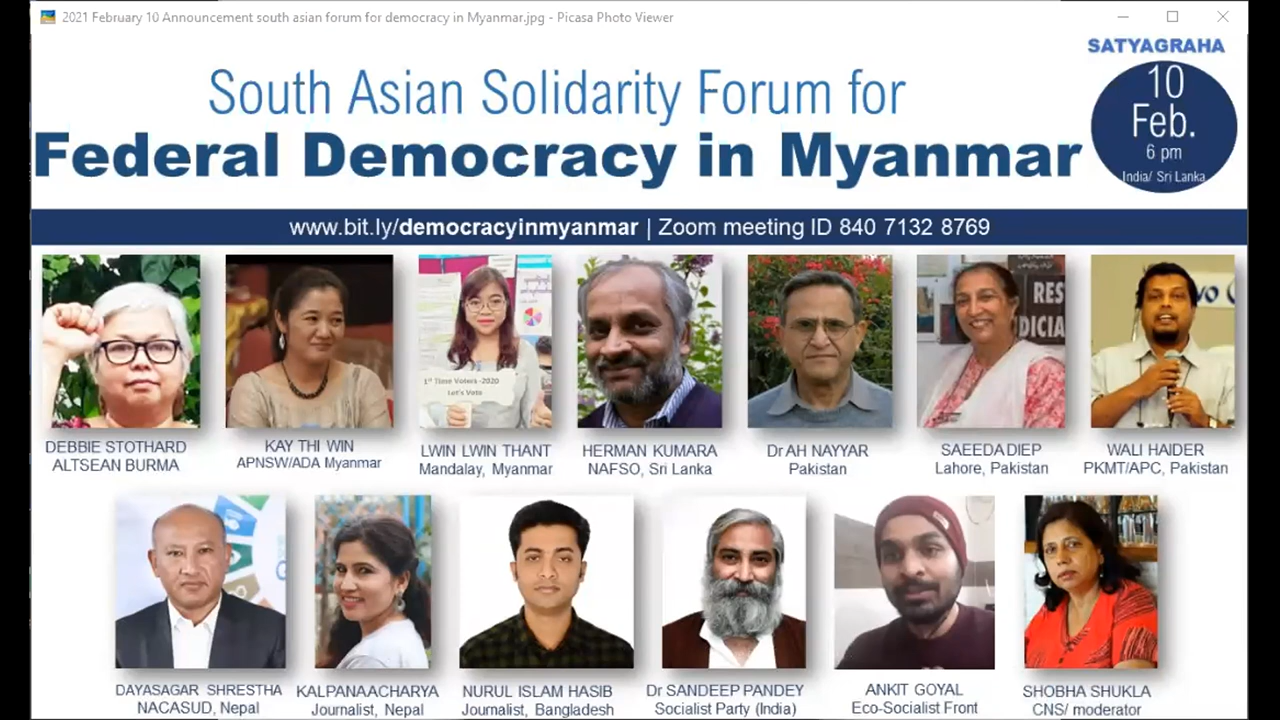 2021 February 10 Announcement south asian forum for democracy in Myanmar.jpg - Picasa Photo Viewer
SATYAGRAHA
South Asian Solidarity Forum for
Federal Democracy in Myanmar
10
Feb.
6 pm
India/ Sri Lanka
www.bit.ly/democracyinmyanmar | Zoom meeting ID 840 7132 8769
1st Time Voters -2020
Let's Vote
RES
DICIA
DEBBIE STOTHARD
ALTSEAN BURMA
KAY THI WIN
APNSW/ADA Myanmar
LWIN LWIN THANT
Mandalay, Myanmar
HERMAN KUMARA
NAFSO, Sri Lanka
Dr AH NAYYAR
Pakistan
SAEEDA DIEP
Lahore, Pakistan
WALI HAIDER
PKMT/APC, Pakistan
DAYASAGAR SHRESTHA
NACASUD, Nepal
KALPANA ACHARYA
Journalist, Nepal
NURUL ISLAM HASIB
Journalist, Bangladesh
Dr SANDEEP PANDEY
Socialist Party (India)
ANKIT GOYAL
Eco-Socialist Front
SHOBHA SHUKLA
CNS/ moderator